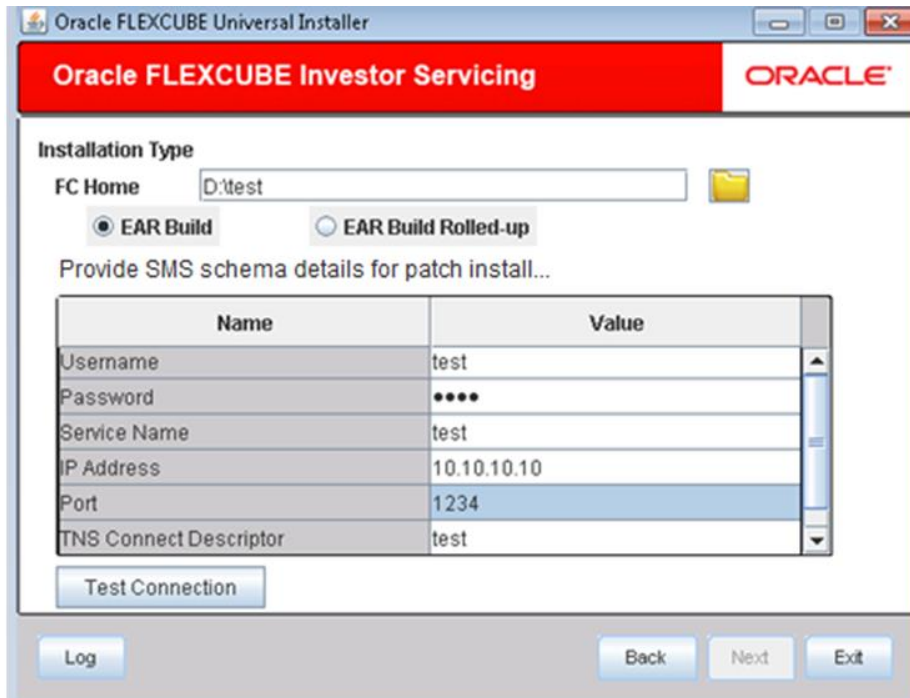 Oracle FLEXCUBE Universal Installer
Oracle FLEXCUBE Investor Servicing
ORACLE
Installation Type
FC Home D:\test
EAR Build EAR Build Rolled-up
Provide SMS schema details for patch install...
Name Value
Username test
Password ••••
Service Name test
IP Address 10.10.10.10
Port 1234
TNS Connect Descriptor test
Test Connection
Log Back Next Exit